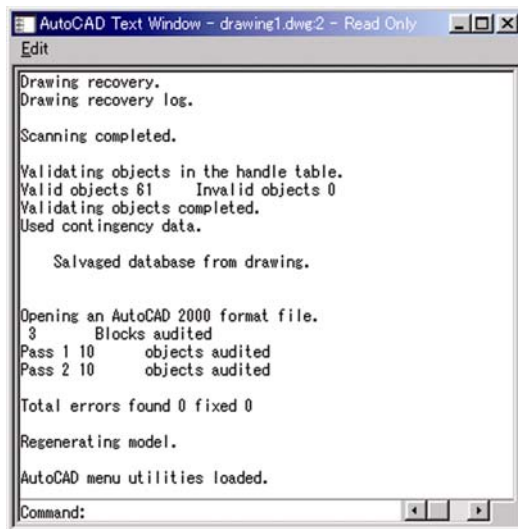 AutoCAD Text Window - drawing1.dwg:2 - Read Only
Edit
Drawing recovery.
Drawing recovery log.
Scanning completed.
Validating objects in the handle table.
Valid objects 61     Invalid objects 0
Validating objects completed.
Used contingency data.
Salvaged database from drawing.
Opening an AutoCAD 2000 format file.
3       Blocks audited
Pass 1 10      objects audited
Pass 2 10      objects audited
Total errors found 0 fixed 0
Regenerating model.
AutoCAD menu utilities loaded.
Command: